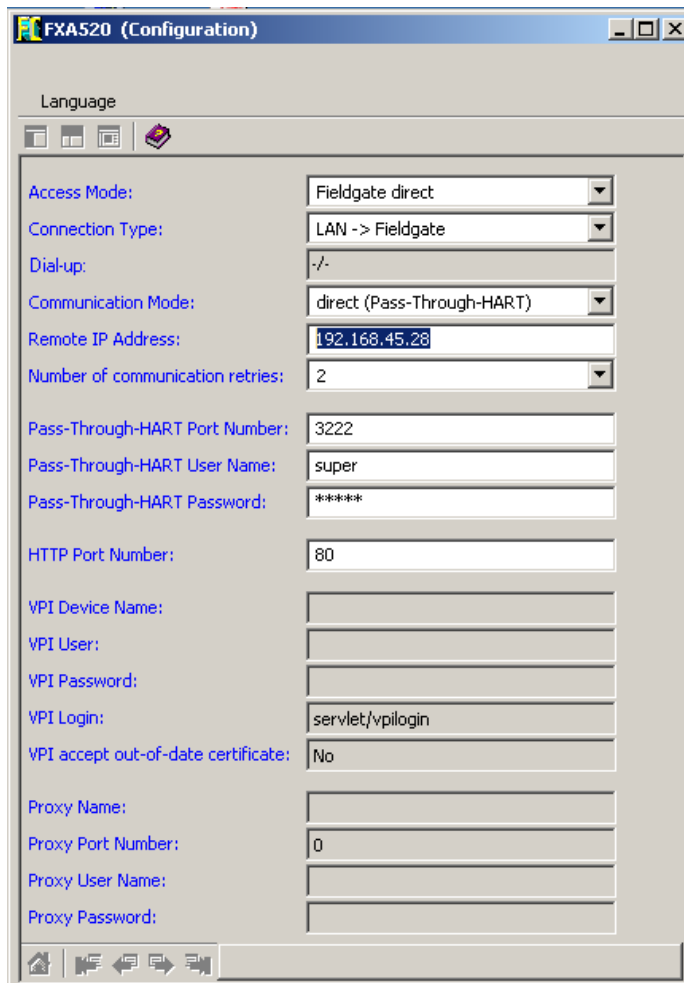 FXA520 (Configuration)
Language
Access Mode: Fieldgate direct
Connection Type: LAN -> Fieldgate
Dial-up: -/-
Communication Mode: direct (Pass-Through-HART)
Remote IP Address: 192.168.45.28
Number of communication retries: 2
Pass-Through-HART Port Number: 3222
Pass-Through-HART User Name: super
Pass-Through-HART Password: *****
HTTP Port Number: 80
VPI Device Name:
VPI User:
VPI Password:
VPI Login: servlet/vpilogin
VPI accept out-of-date certificate: No
Proxy Name:
Proxy Port Number: 0
Proxy User Name:
Proxy Password: